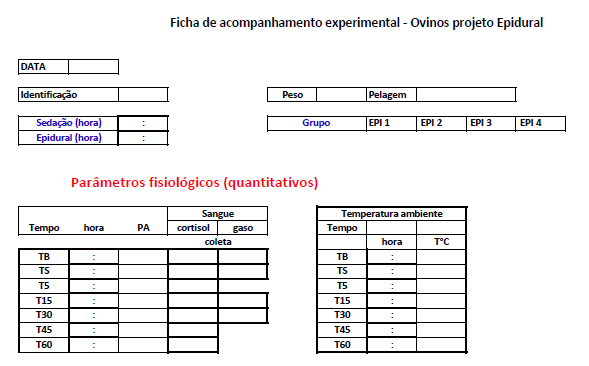 Ficha de acompanhamento experimental - Ovinos projeto Epidural
DATA
Identificação Peso Pelagem
Sedação (hora) : Grupo EPI 1 EPI 2 EPI 3 EPI 4
Epidural (hora) :
Parâmetros fisiológicos (quantitativos)
Sangue Temperatura ambiente
Tempo hora PA cortisol gaso Tempo
coleta hora T°C
TB : TB :
TS : TS :
T5 : T5 :
T15 : T15 :
T30 : T30 :
T45 : T45 :
T60 : T60 :